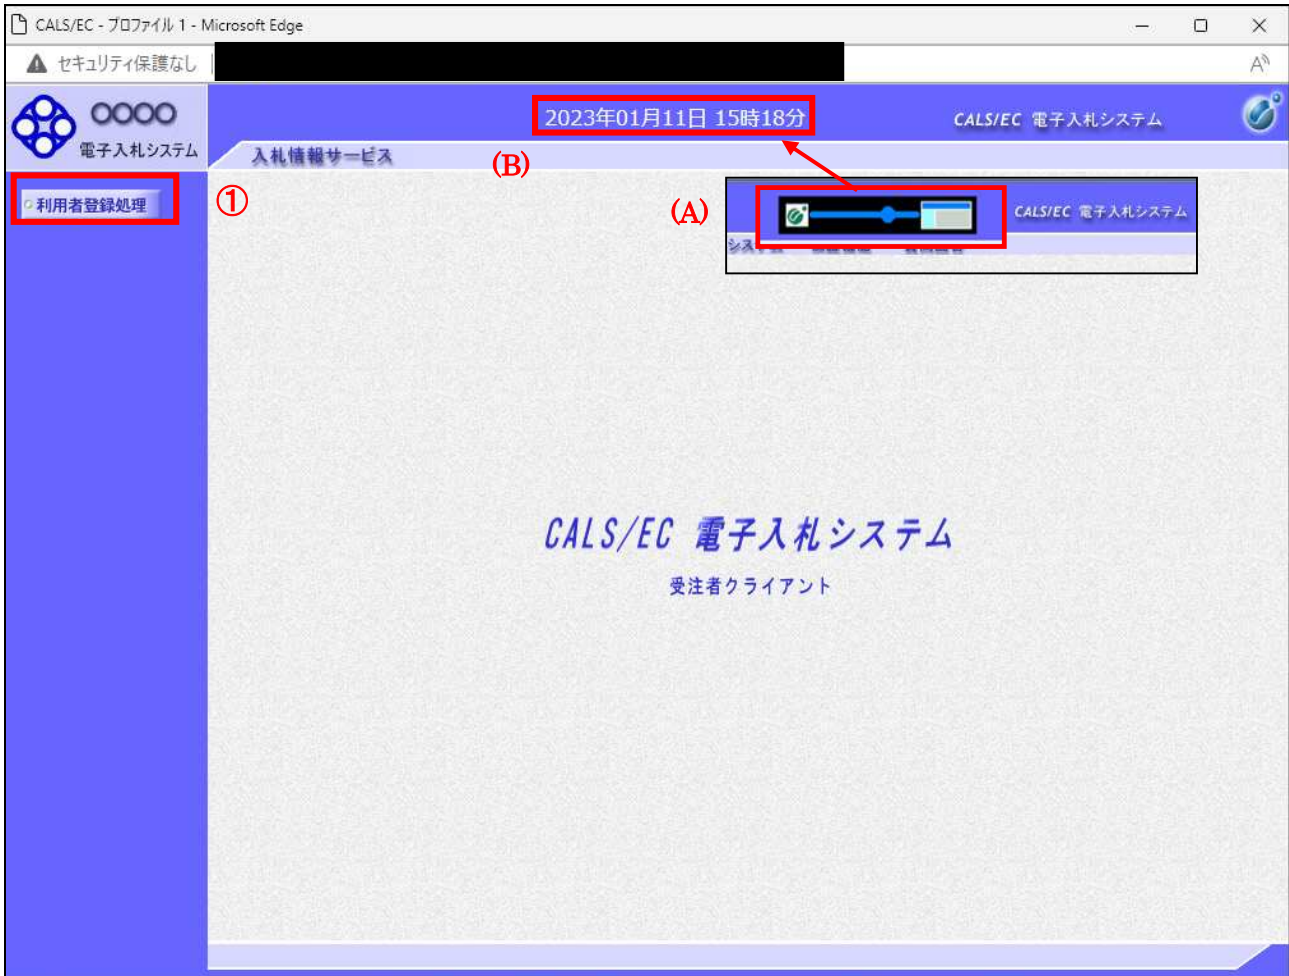 CALS/EC - プロファイル 1 - Microsoft Edge
セキュリティ保護なし
OOOO
電子入札システム
2023年01月11日 15時18分
CALS/EC 電子入札システム
入札情報サービス
(B)
利用者登録処理
①
(A)
CALS/EC 電子入札システム
CALS/EC 電子入札システム
受注者クライアント